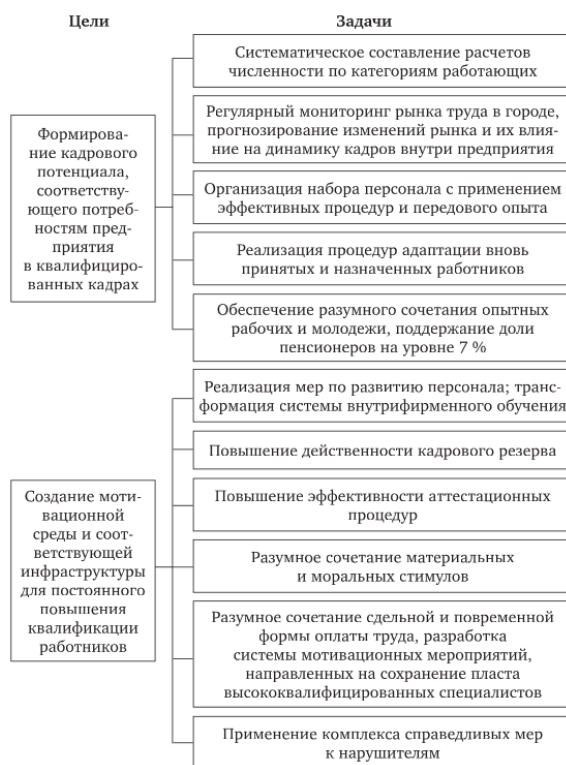 Цели
Задачи
Формирова-
ние кадрового
потенциала,
соответству-
ющего потреб-
ностям пред-
приятия
в квалифициро-
ванных кадрах
Систематическое составление расчетов
численности по категориям работающих
Регулярный мониторинг рынка труда в городе,
прогнозирование изменений рынка и их влия-
ние на динамику кадров внутри предприятия
Организация набора персонала с применением
эффективных процедур и передового опыта
Реализация процедур адаптации вновь
принятых и назначенных работников
Обеспечение разумного сочетания опытных
рабочих и молодежи, поддержание доли
пенсионеров на уровне 7 %
Создание моти-
вационной
среды и соот-
ветствующей
инфраструктуры
для постоянного
повышения
квалификации
работников
Реализация мер по развитию персонала; транс-
формация системы внутрифирменного обучения
Повышение действенности кадрового резерва
Повышение эффективности аттестационных
процедур
Разумное сочетание материальных
и моральных стимулов
Разумное сочетание сдельной и повременной
формы оплаты труда, разработка
системы мотивационных мероприятий,
направленных на сохранение пласта
высококвалифицированных специалистов
Применение комплекса справедливых мер
к нарушителям